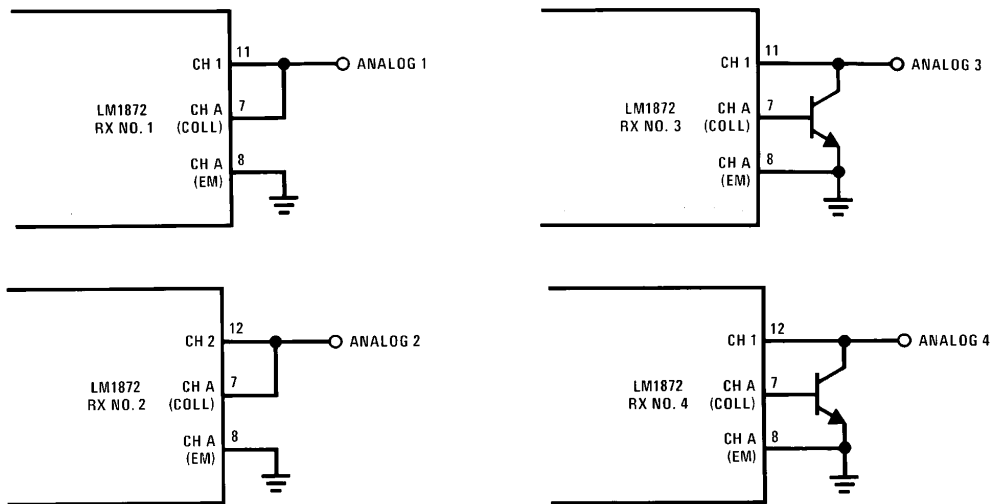 CH 1
11
ANALOG 1
LM1872
RX NO. 1
CH A
(COLL)
7
CH A
(EM)
8
CH 1
11
ANALOG 3
LM1872
RX NO. 3
CH A
(COLL)
7
CH A
(EM)
8
CH 2
12
ANALOG 2
LM1872
RX NO. 2
CH A
(COLL)
7
CH A
(EM)
8
CH 1
12
ANALOG 4
LM1872
RX NO. 4
CH A
(COLL)
7
CH A
(EM)
8